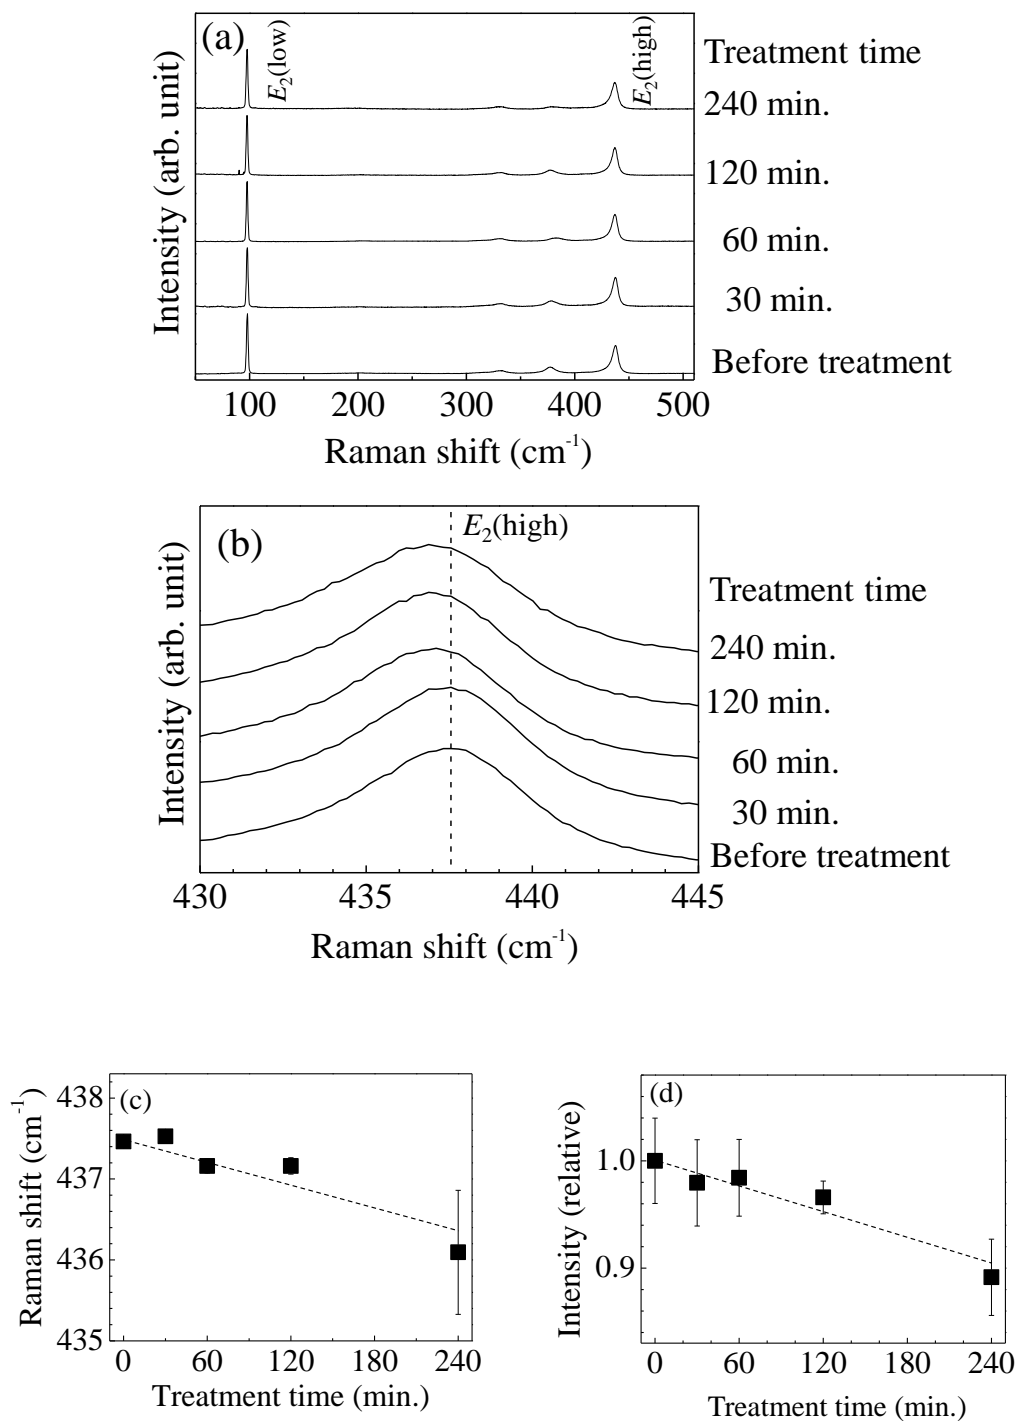 (a)
E₂(low)
E₂(high)
Treatment time
240 min.
120 min.
60 min.
30 min.
Before treatment
Intensity (arb. unit)
100 200 300 400 500
Raman shift (cm⁻¹)
(b)
E₂(high)
Treatment time
240 min.
120 min.
60 min.
30 min.
Before treatment
Intensity (arb. unit)
430 435 440 445
Raman shift (cm⁻¹)
(c)
Raman shift (cm⁻¹)
438
437
436
435
0 60 120 180 240
Treatment time (min.)
(d)
Intensity (relative)
1.0
0.9
0 60 120 180 240
Treatment time (min.)